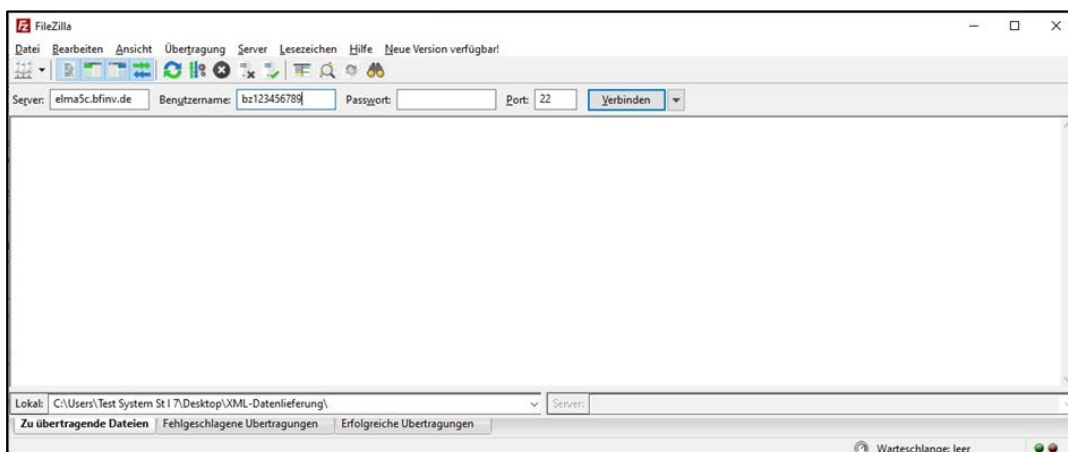 FileZilla
Datei Bearbeiten Ansicht Übertragung Server Lesezeichen Hilfe Neue Version verfügbar!
Server: elma5c.bfinv.de Benutzername: bz123456789 Passwort: Port: 22 Verbinden
Lokal: C:\Users\Test System St I 7\Desktop\XML-Datenlieferung\ Server:
Zu übertragende Dateien Fehlgeschlagene Übertragungen Erfolgreiche Übertragungen
Warteschlange: leer